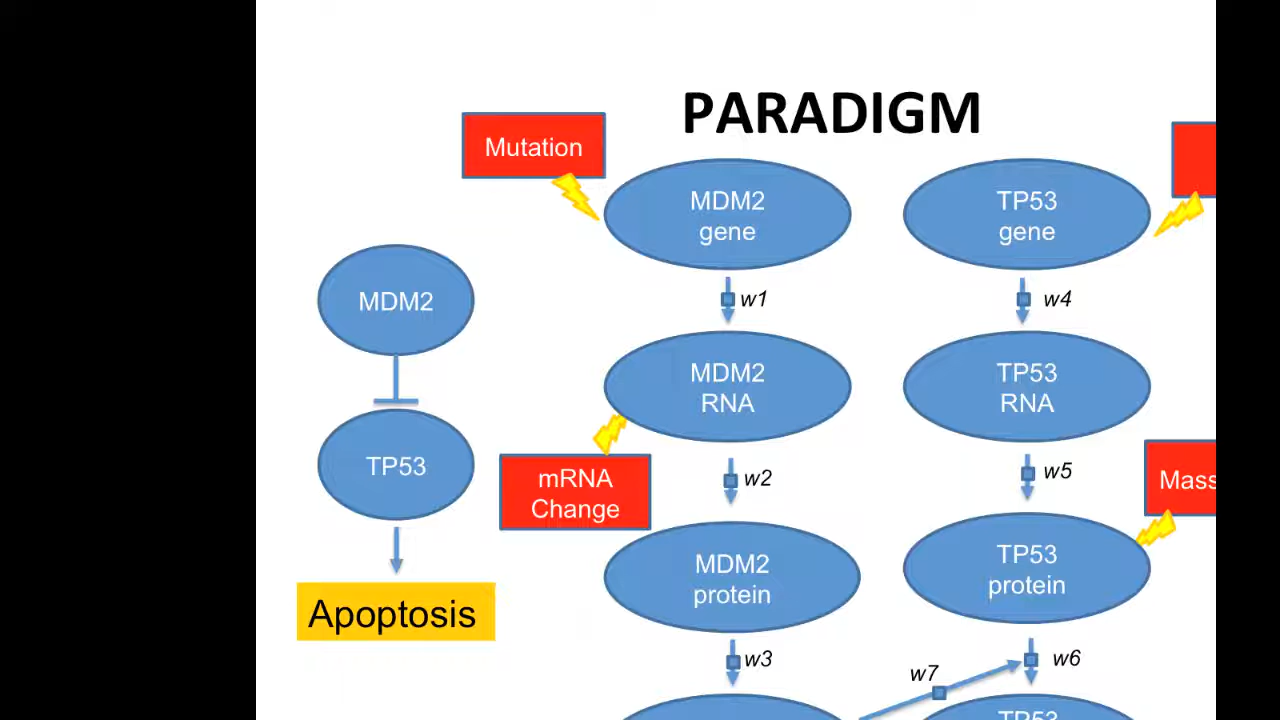 PARADIGM
Mutation
MDM2
gene
TP53
gene
w1
w4
MDM2
MDM2
RNA
TP53
RNA
TP53
mRNA
Change
w2
w5
Mass
MDM2
protein
TP53
protein
Apoptosis
w3
w6
w7
TP53